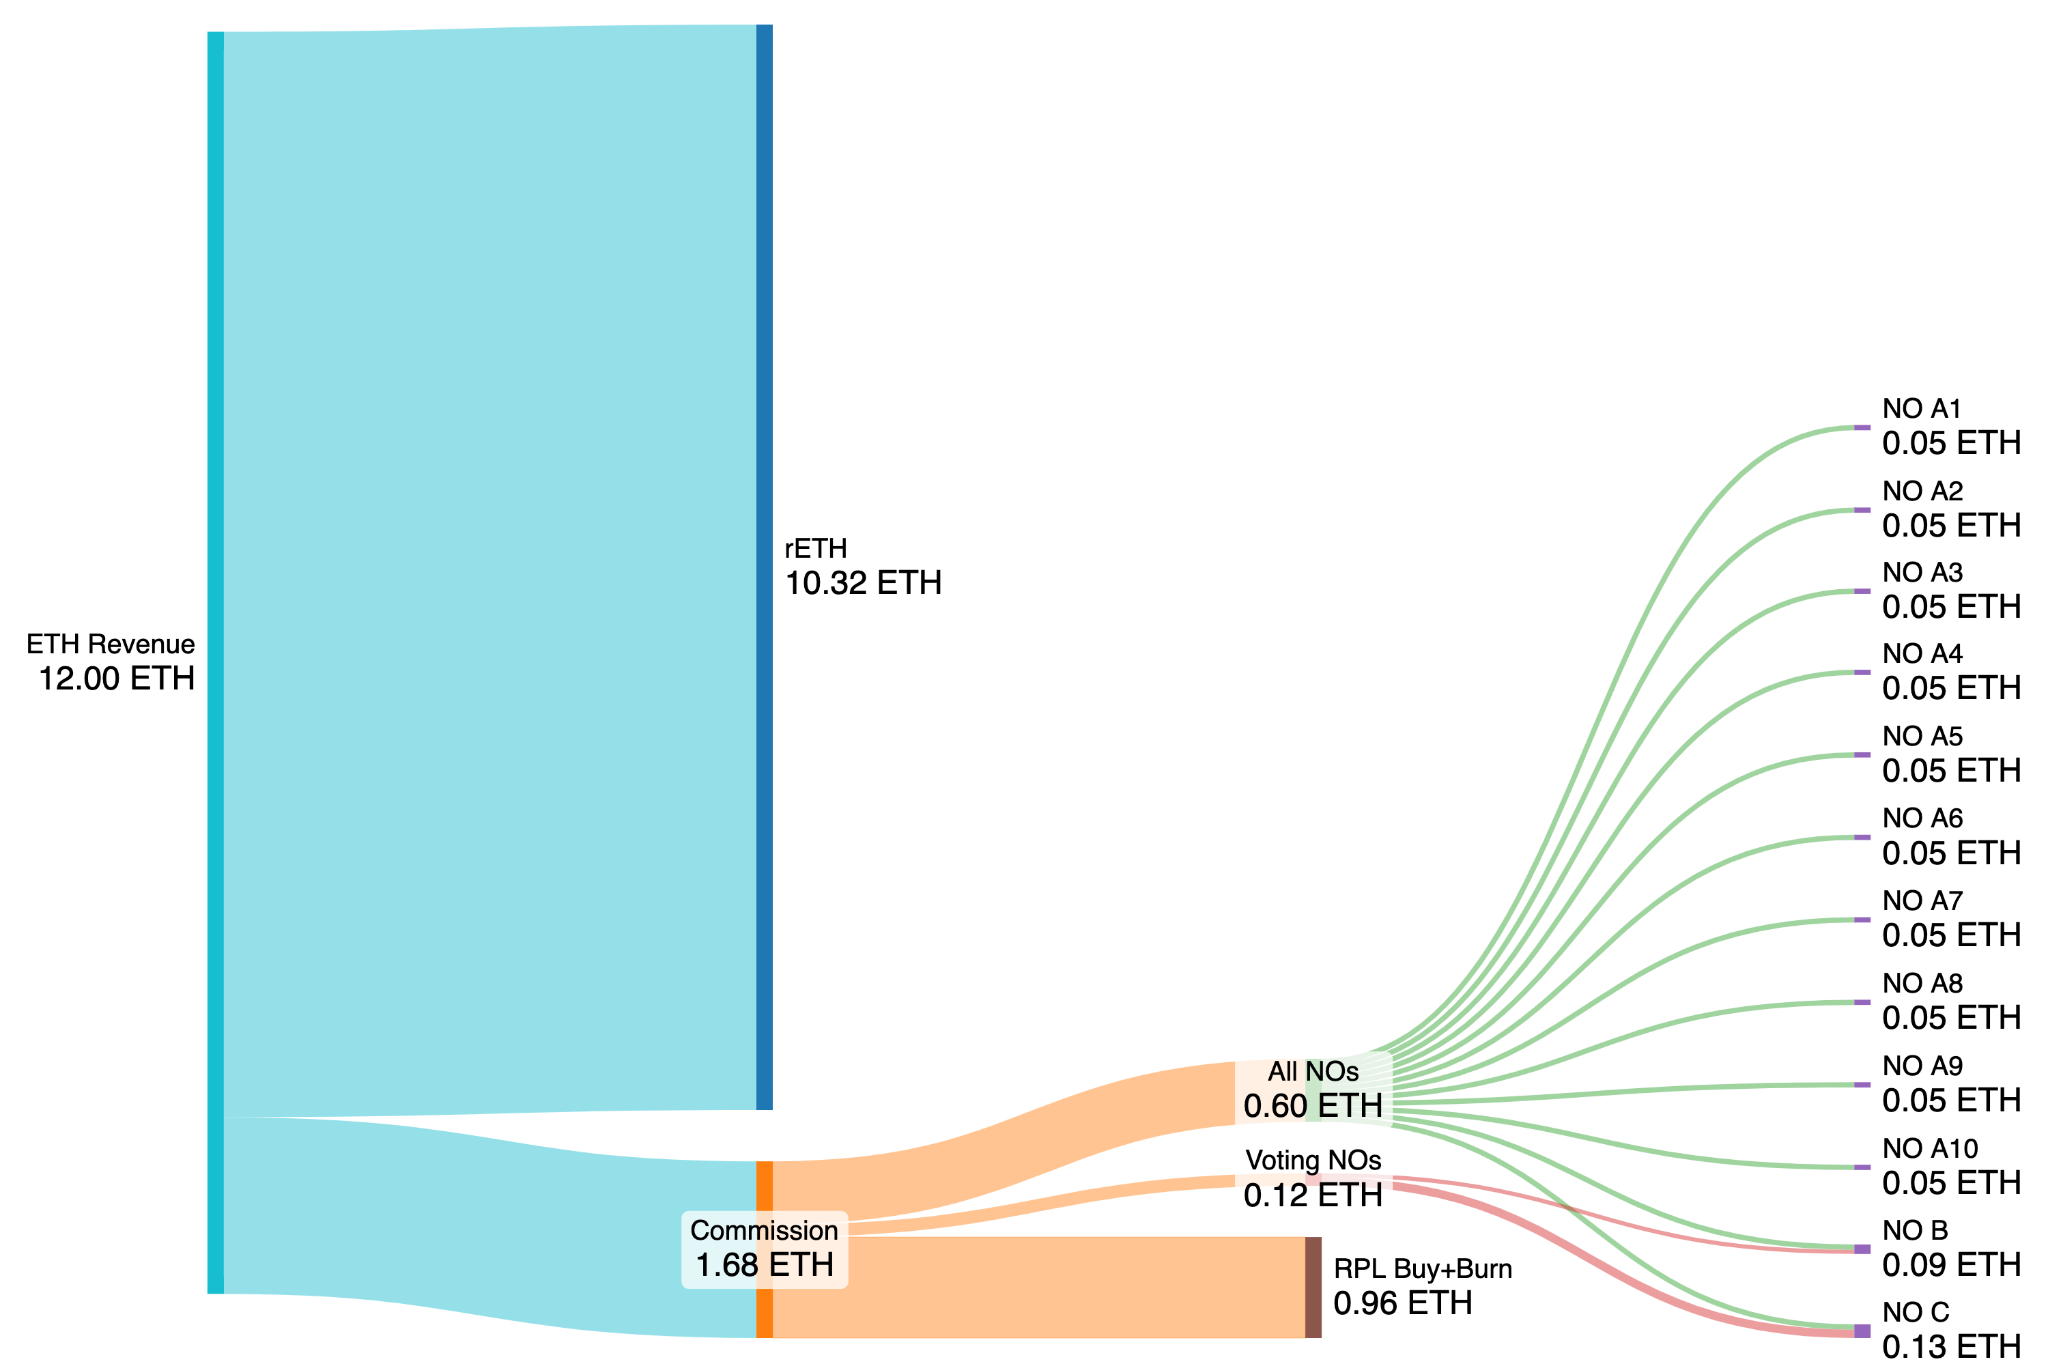 ETH Revenue
12.00 ETH
rETH
10.32 ETH
Commission
1.68 ETH
All NOs
0.60 ETH
Voting NOs
0.12 ETH
RPL Buy+Burn
0.96 ETH
NO A1
0.05 ETH
NO A2
0.05 ETH
NO A3
0.05 ETH
NO A4
0.05 ETH
NO A5
0.05 ETH
NO A6
0.05 ETH
NO A7
0.05 ETH
NO A8
0.05 ETH
NO A9
0.05 ETH
NO A10
0.05 ETH
NO B
0.09 ETH
NO C
0.13 ETH